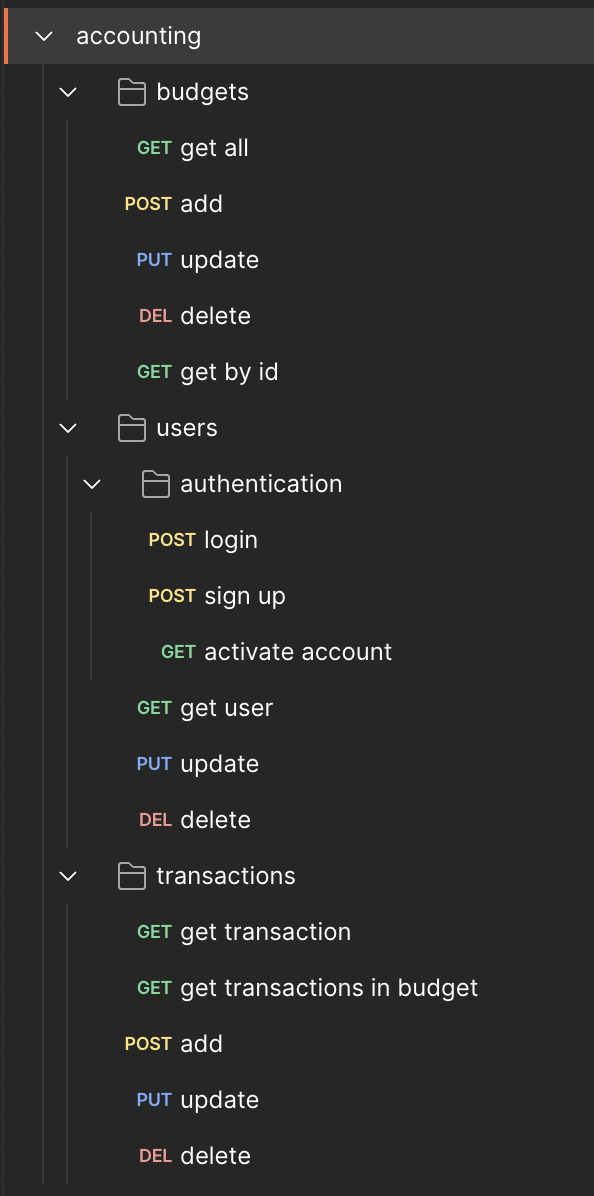 accounting
budgets
GET get all
POST add
PUT update
DEL delete
GET get by id
users
authentication
POST login
POST sign up
GET activate account
GET get user
PUT update
DEL delete
transactions
GET get transaction
GET get transactions in budget
POST add
PUT update
DEL delete